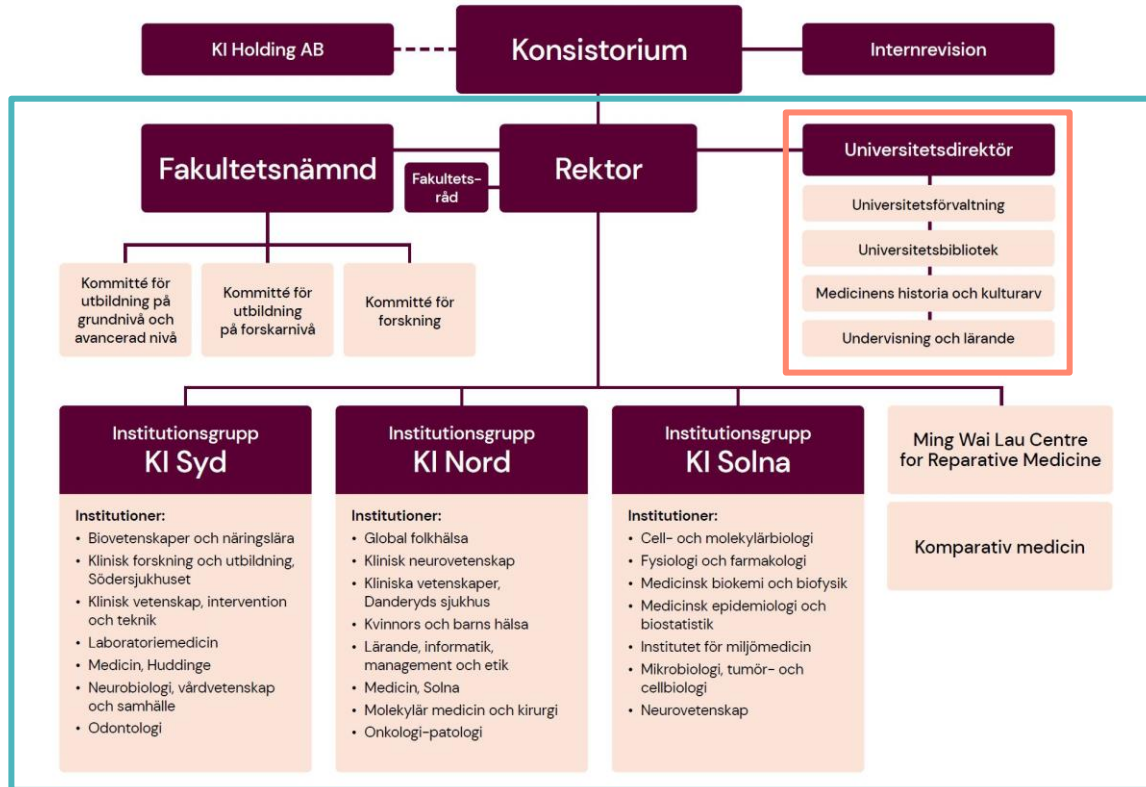 KI Holding AB
Konsistorium
Internrevision
Fakultetsnämnd
Fakultets-
råd
Rektor
Universitetsdirektör
Universitetsförvaltning
Universitetsbibliotek
Medicinens historia och kulturarv
Undervisning och lärande
Kommitté för
utbildning på
grundnivå och
avancerad nivå
Kommitté för
utbildning
på forskarnivå
Kommitté för
forskning
Institutionsgrupp
KI Syd
Institutioner:
• Biovetenskaper och näringslära
• Klinisk forskning och utbildning,
Södersjukhuset
• Klinisk vetenskap, intervention
och teknik
• Laboratoriemedicin
• Medicin, Huddinge
• Neurobiologi, vårdvetenskap
och samhälle
• Odontologi
Institutionsgrupp
KI Nord
Institutioner:
• Global folkhälsa
• Klinisk neurovetenskap
• Kliniska vetenskaper,
Danderyds sjukhus
• Kvinnors och barns hälsa
• Lärande, informatik,
management och etik
• Medicin, Solna
• Molekylär medicin och kirurgi
• Onkologi-patologi
Institutionsgrupp
KI Solna
Institutioner:
• Cell- och molekylärbiologi
• Fysiologi och farmakologi
• Medicinsk biokemi och biofysik
• Medicinsk epidemiologi och
biostatistik
• Institutet för miljömedicin
• Mikrobiologi, tumör- och
cellbiologi
• Neurovetenskap
Ming Wai Lau Centre
for Reparative Medicine
Komparativ medicin